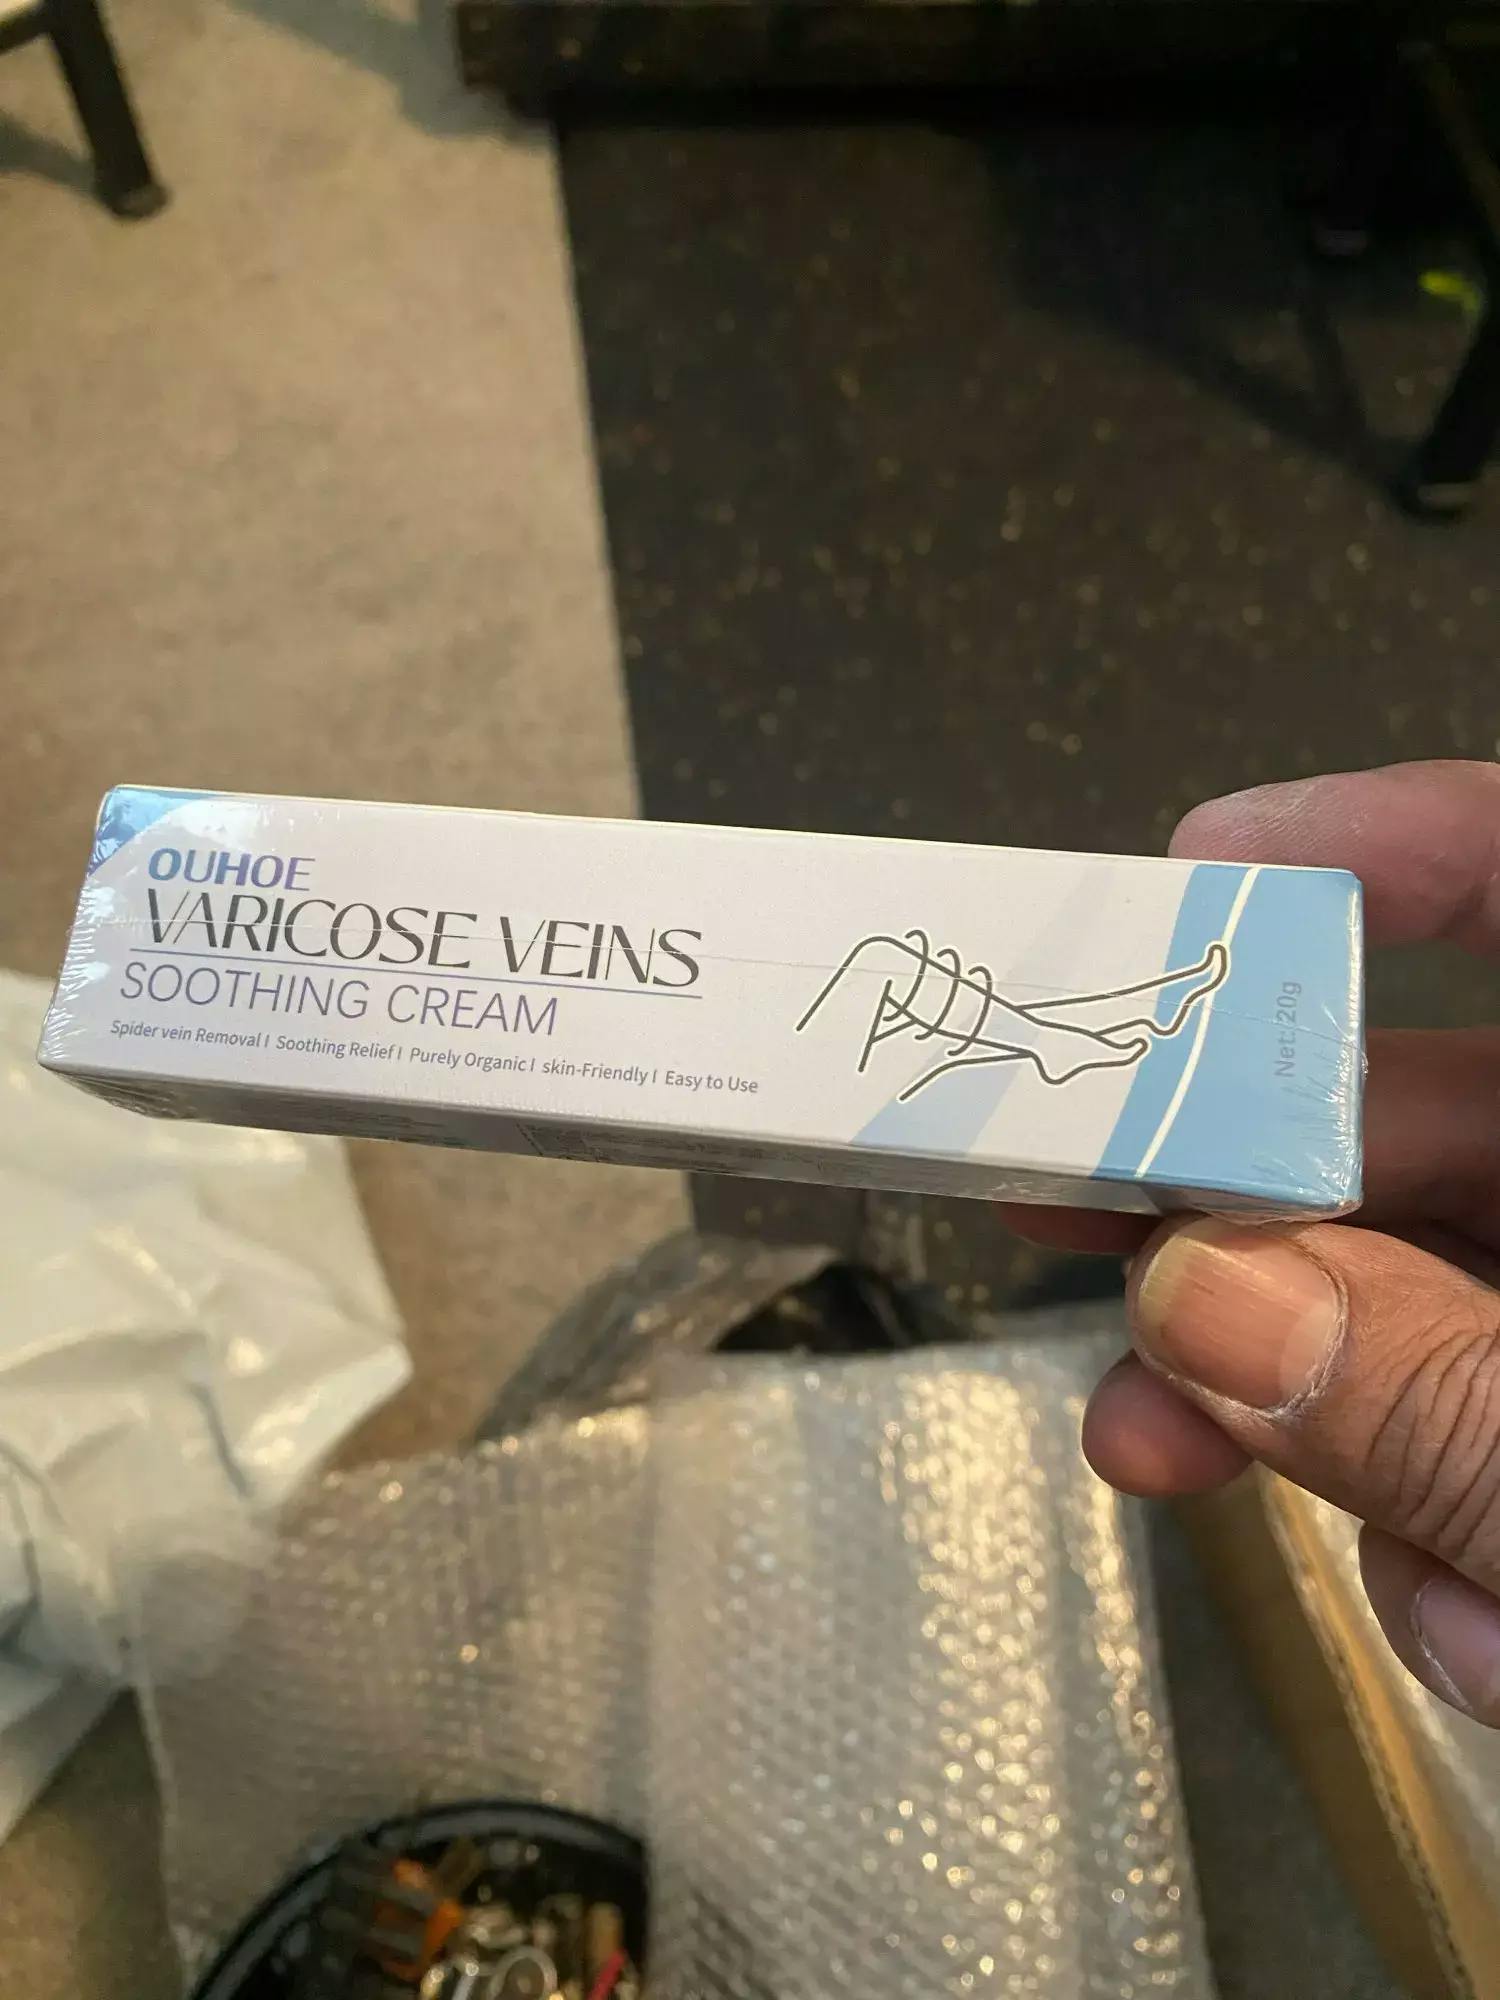 OUHOE
VARICOSE VEINS
SOOTHING CREAM
Spider vein Removal I Soothing Relief I Purely Organic I skin-Friendly I Easy to Use
Net: 20g